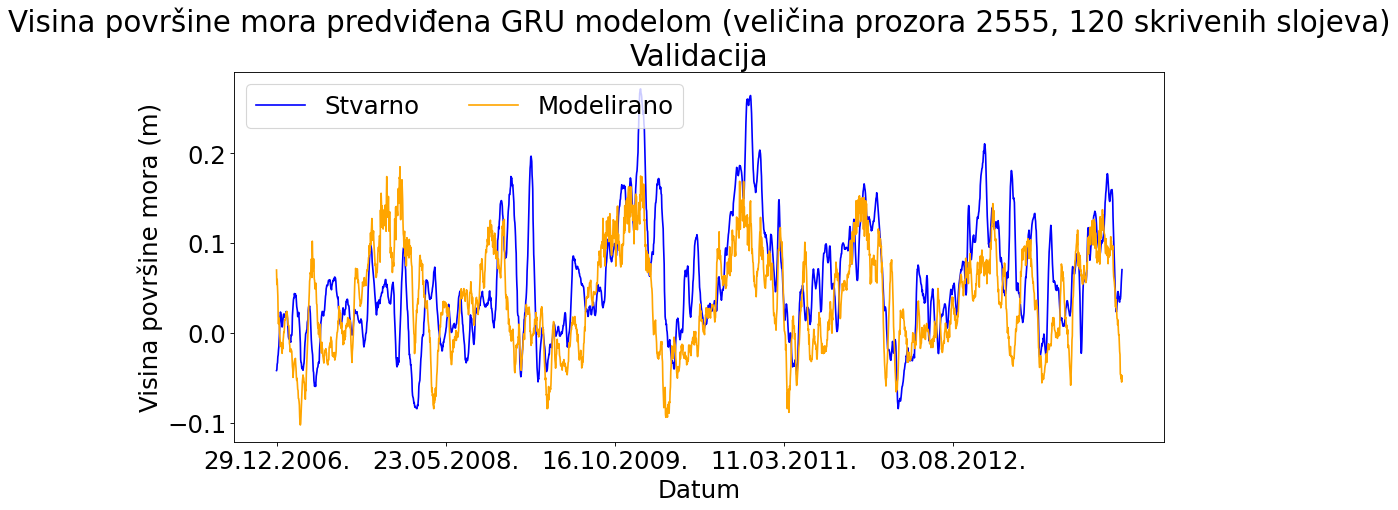 Visina površine mora predviđena GRU modelom (veličina prozora 2555, 120 skrivenih slojeva)
Validacija
Stvarno Modelirano
Visina površine mora (m)
0.2
0.1
0.0
−0.1
29.12.2006. 23.05.2008. 16.10.2009. 11.03.2011. 03.08.2012.
Datum